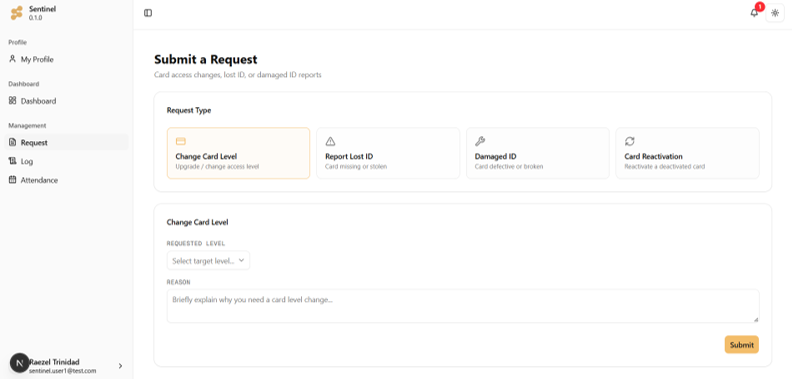 Sentinel
0.1.0
Profile
My Profile
Dashboard
Dashboard
Management
Request
Log
Attendance
N
Raezel Trinidad
sentinel.user1@test.com
1
Submit a Request
Card access changes, lost ID, or damaged ID reports
Request Type
Change Card Level
Upgrade / change access level
Report Lost ID
Card missing or stolen
Damaged ID
Card defective or broken
Card Reactivation
Reactivate a deactivated card
Change Card Level
REQUESTED LEVEL
Select target level...
REASON
Briefly explain why you need a card level change...
Submit